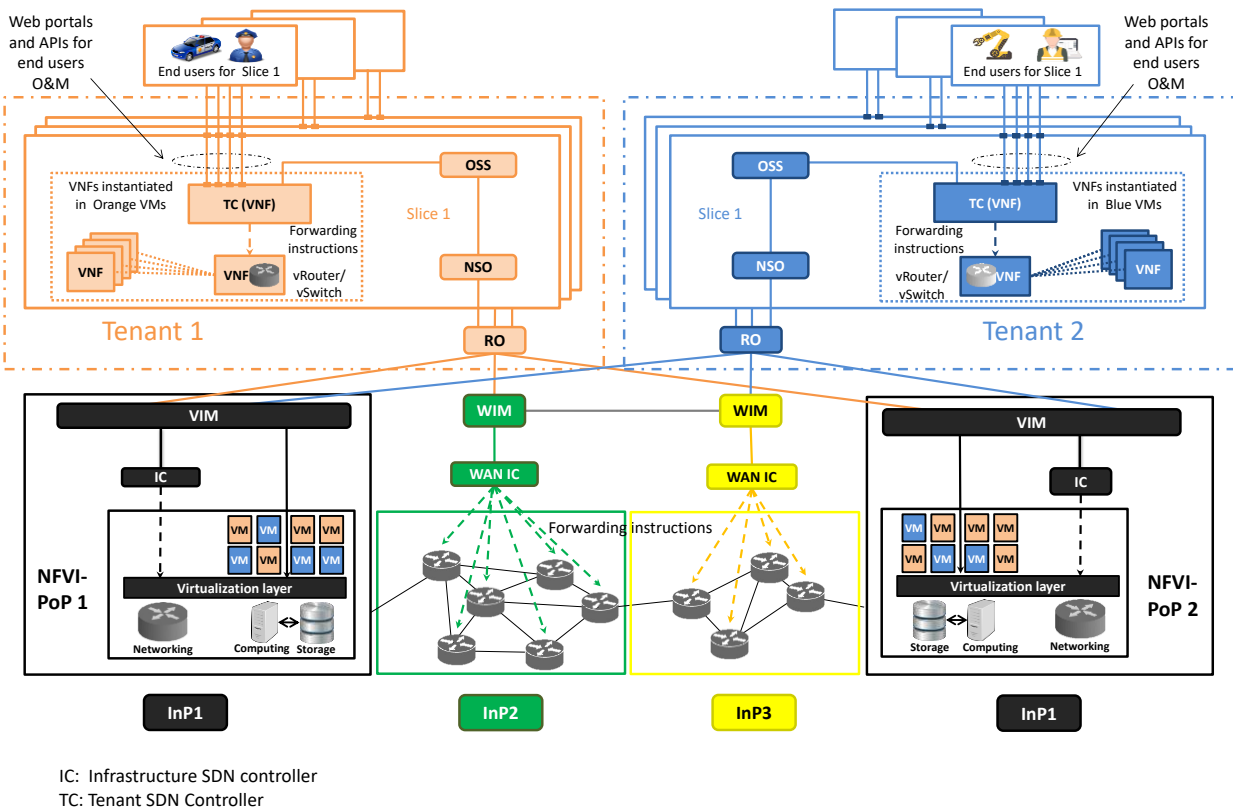 Web portals
and APIs for
end users
O&M
End users for Slice 1
End users for Slice 1
Web portals
and APIs for
end users
O&M
VNFs instantiated
in Orange VMs
TC (VNF)
Forwarding
instructions
VNF
VNF
vRouter/
vSwitch
OSS
Slice 1
NSO
Tenant 1
RO
OSS
Slice 1
NSO
TC (VNF)
VNFs instantiated
in Blue VMs
Forwarding
instructions
vRouter/
vSwitch
VNF
VNF
Tenant 2
RO
VIM
IC
VM VM VM VM
VM VM VM VM
Virtualization layer
NFVI-
PoP 1
Networking
Computing
Storage
WIM
WAN IC
WIM
WAN IC
Forwarding instructions
VIM
IC
VM VM VM VM
VM VM VM VM
Virtualization layer
NFVI-
PoP 2
Storage
Computing
Networking
InP1
InP2
InP3
InP1
IC: Infrastructure SDN controller
TC: Tenant SDN Controller